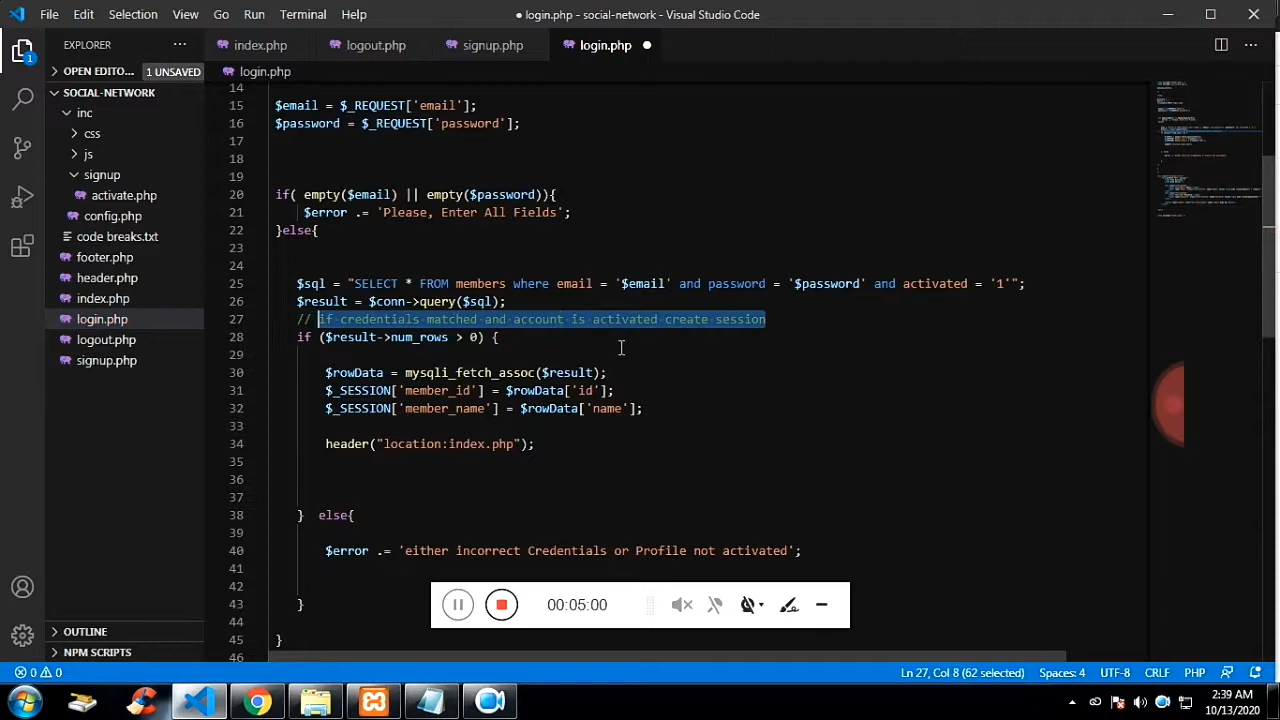 File Edit Selection View Go Run Terminal Help
● login.php - social-network - Visual Studio Code
EXPLORER
index.php logout.php signup.php login.php
OPEN EDITO... 1 UNSAVED
login.php
SOCIAL-NETWORK
inc
css
js
signup
activate.php
config.php
code breaks.txt
footer.php
header.php
index.php
login.php
logout.php
signup.php
OUTLINE
NPM SCRIPTS
14
15 $email = $_REQUEST['email'];
16 $password = $_REQUEST['password'];
17
18
19
20 if( empty($email) || empty($password)){
21 $error .= 'Please, Enter All Fields';
22 }else{
23
24
25 $sql = "SELECT * FROM members where email = '$email' and password = '$password' and activated = '1'";
26 $result = $conn->query($sql);
27 // if credentials matched and account is activated create session
28 if ($result->num_rows > 0) {
29
30 $rowData = mysqli_fetch_assoc($result);
31 $_SESSION['member_id'] = $rowData['id'];
32 $_SESSION['member_name'] = $rowData['name'];
33
34 header("location:index.php");
35
36
37
38 } else{
39
40 $error .= 'either incorrect Credentials or Profile not activated';
41
42
43 }
44
45 }
46
00:05:00
1
0 0
Ln 27, Col 8 (62 selected) Spaces: 4 UTF-8 CRLF PHP
2:39 AM
10/13/2020